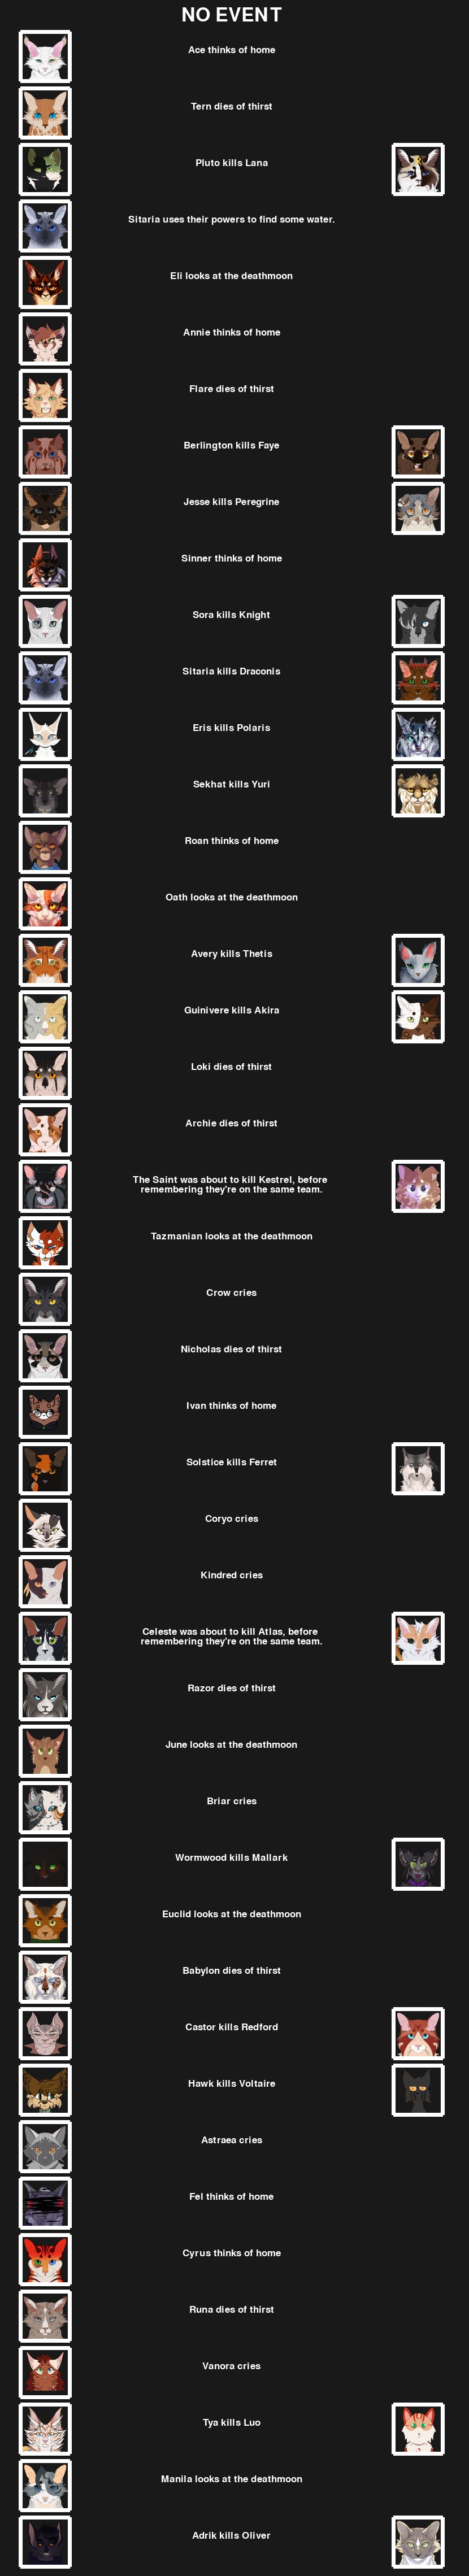 NO EVENT
Ace thinks of home
Tern dies of thirst
Pluto kills Lana
Sitaria uses their powers to find some water.
Eli looks at the deathmoon
Annie thinks of home
Flare dies of thirst
Berlington kills Faye
Jesse kills Peregrine
Sinner thinks of home
Sora kills Knight
Sitaria kills Draconis
Eris kills Polaris
Sekhat kills Yuri
Roan thinks of home
Oath looks at the deathmoon
Avery kills Thetis
Guinivere kills Akira
Loki dies of thirst
Archie dies of thirst
The Saint was about to kill Kestrel, before
remembering they're on the same team.
Tazmanian looks at the deathmoon
Crow cries
Nicholas dies of thirst
Ivan thinks of home
Solstice kills Ferret
Coryo cries
Kindred cries
Celeste was about to kill Atlas, before
remembering they're on the same team.
Razor dies of thirst
June looks at the deathmoon
Briar cries
Wormwood kills Mallark
Euclid looks at the deathmoon
Babylon dies of thirst
Castor kills Redford
Hawk kills Voltaire
Astraea cries
Fel thinks of home
Cyrus thinks of home
Runa dies of thirst
Vanora cries
Tya kills Luo
Manila looks at the deathmoon
Adrik kills Oliver